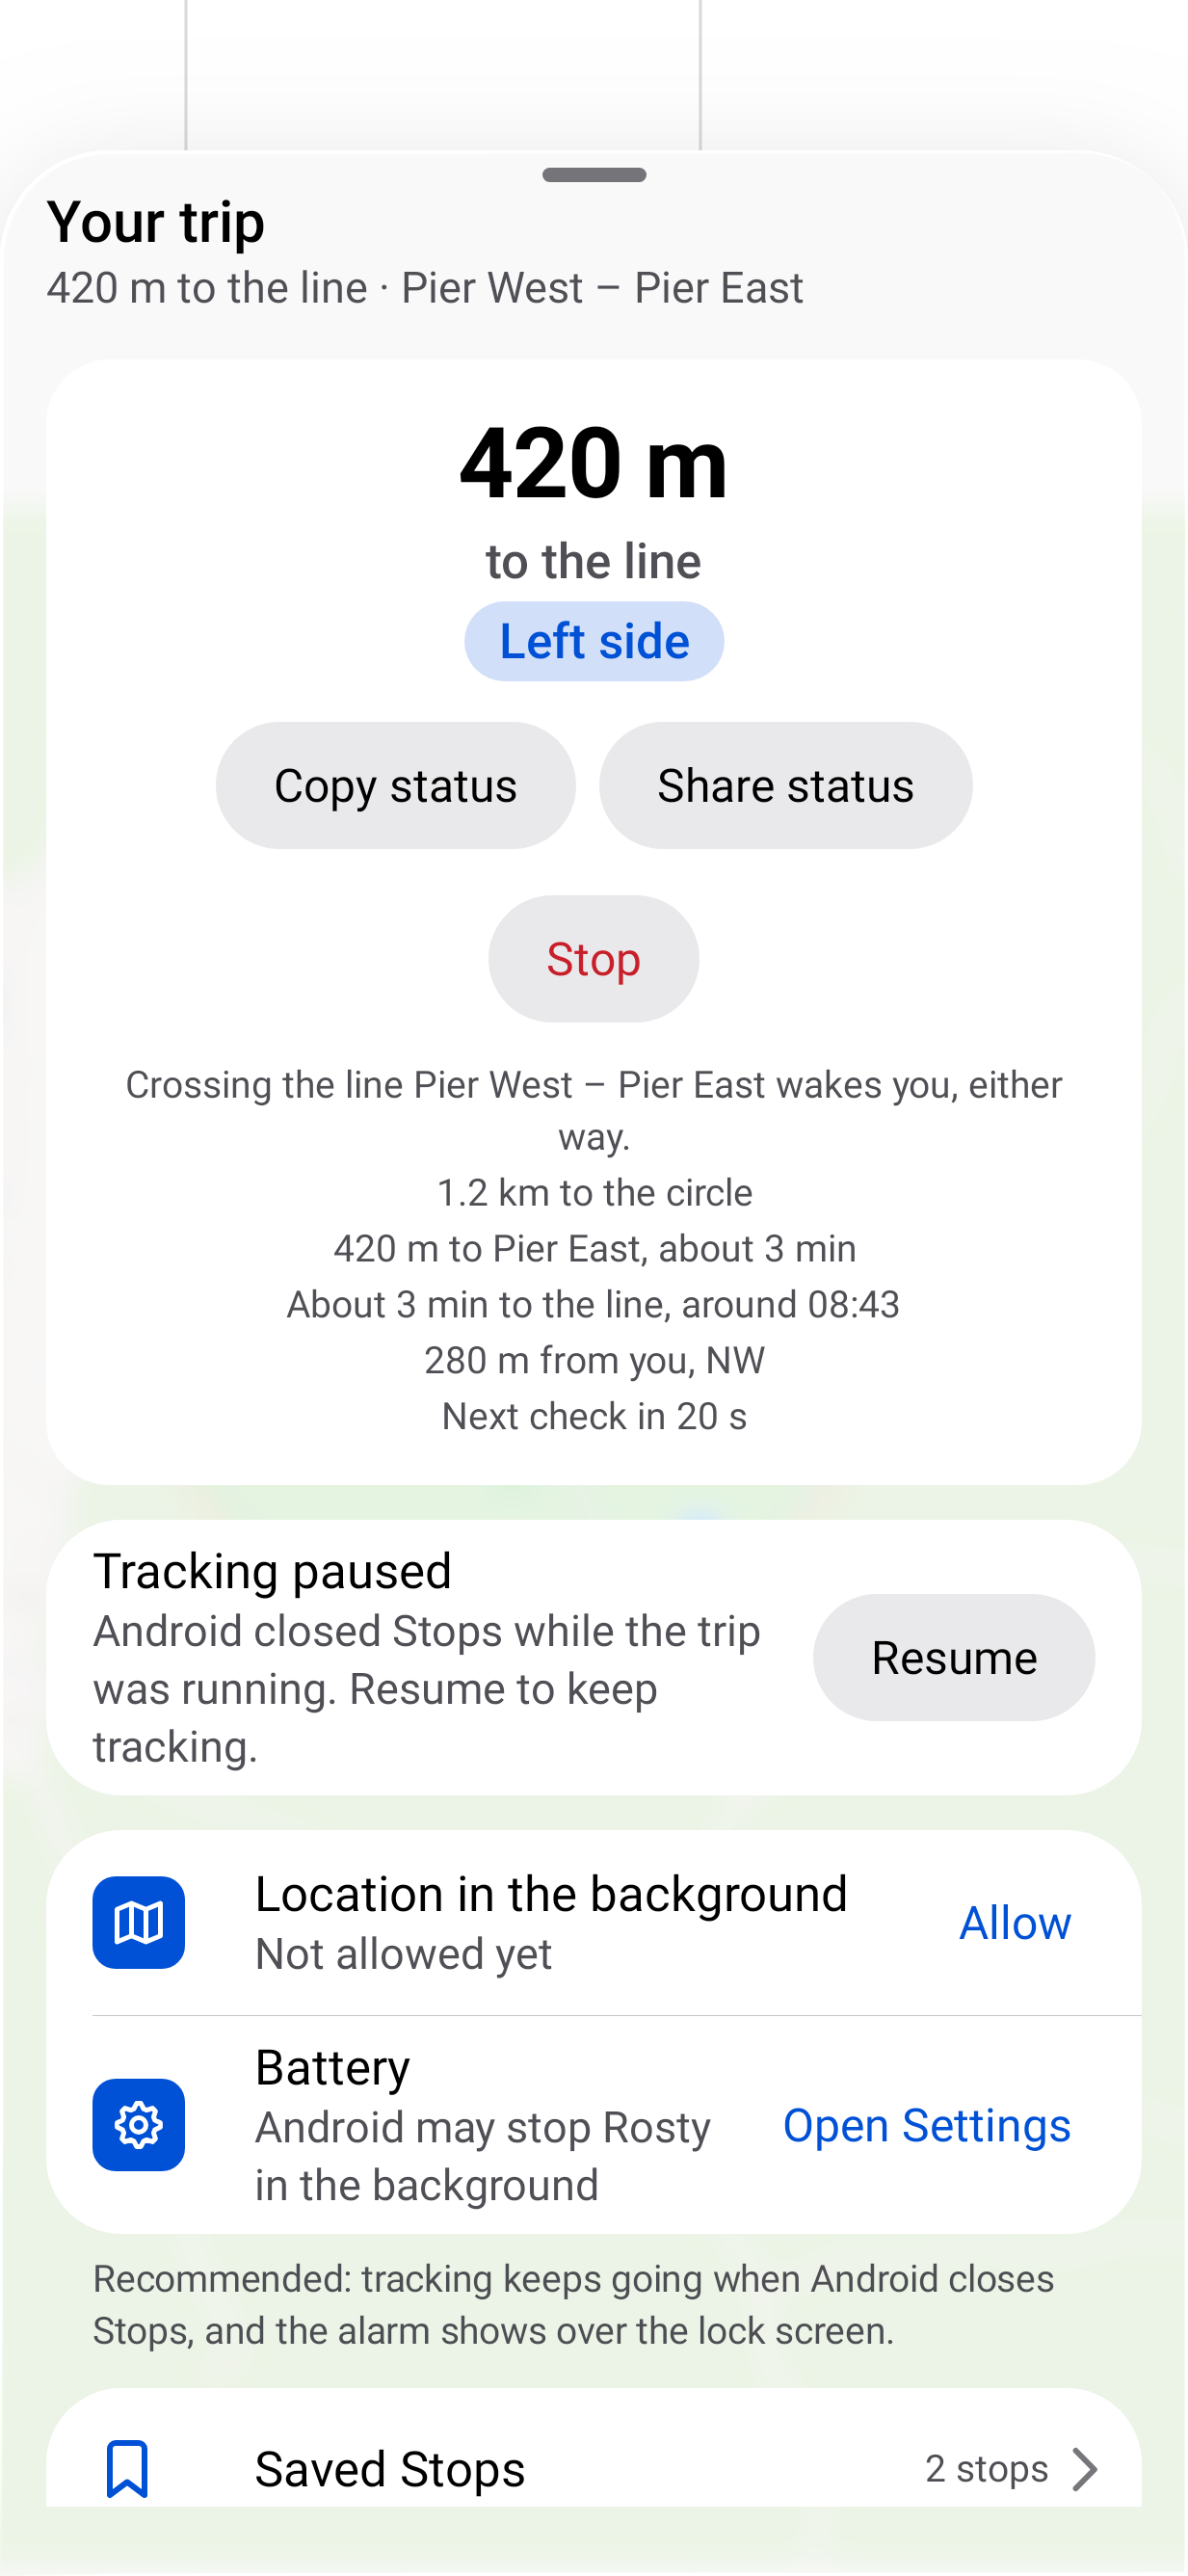 Your trip
420 m to the line · Pier West – Pier East
420 m
to the line
Left side
Copy status
Share status
Stop
Crossing the line Pier West – Pier East wakes you, either
way.
1.2 km to the circle
420 m to Pier East, about 3 min
About 3 min to the line, around 08:43
280 m from you, NW
Next check in 20 s
Tracking paused
Android closed Stops while the trip
was running. Resume to keep
tracking.
Resume
Location in the background
Not allowed yet
Allow
Battery
Android may stop Rosty
in the background
Open Settings
Recommended: tracking keeps going when Android closes
Stops, and the alarm shows over the lock screen.
Saved Stops
2 stops